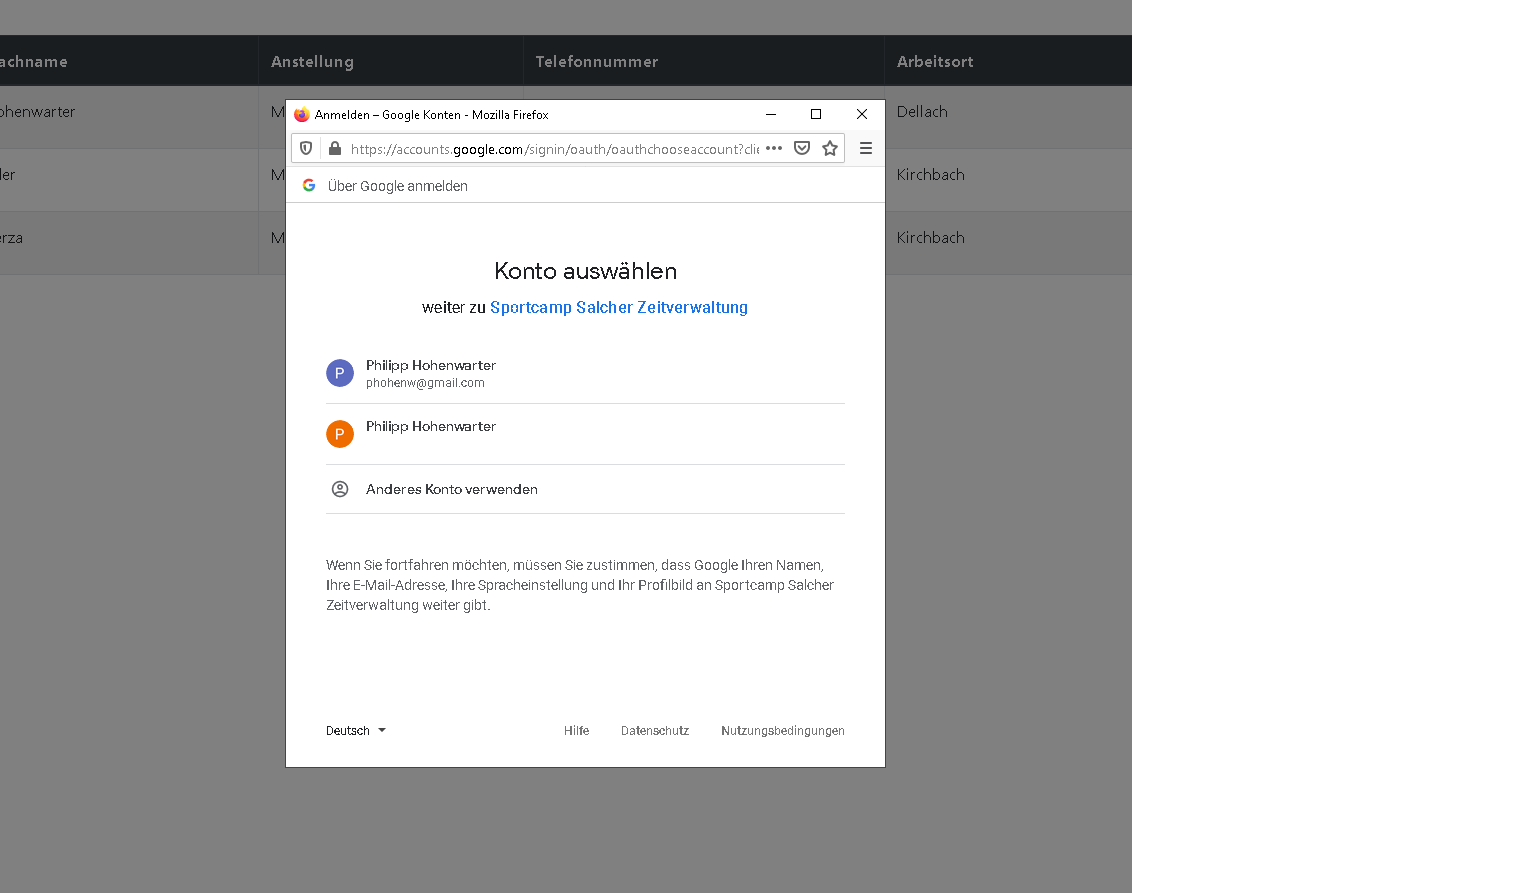 achname Anstellung Telefonnummer Arbeitsort
ohenwarter M Dellach
ler M Kirchbach
erza M Kirchbach
Anmelden – Google Konten - Mozilla Firefox
https://accounts.google.com/signin/oauth/oauthchooseaccount?clie
Über Google anmelden
Konto auswählen
weiter zu Sportcamp Salcher Zeitverwaltung
P Philipp Hohenwarter
phohenw@gmail.com
P Philipp Hohenwarter
Anderes Konto verwenden
Wenn Sie fortfahren möchten, müssen Sie zustimmen, dass Google Ihren Namen,
Ihre E-Mail-Adresse, Ihre Spracheinstellung und Ihr Profilbild an Sportcamp Salcher
Zeitverwaltung weiter gibt.
Deutsch Hilfe Datenschutz Nutzungsbedingungen